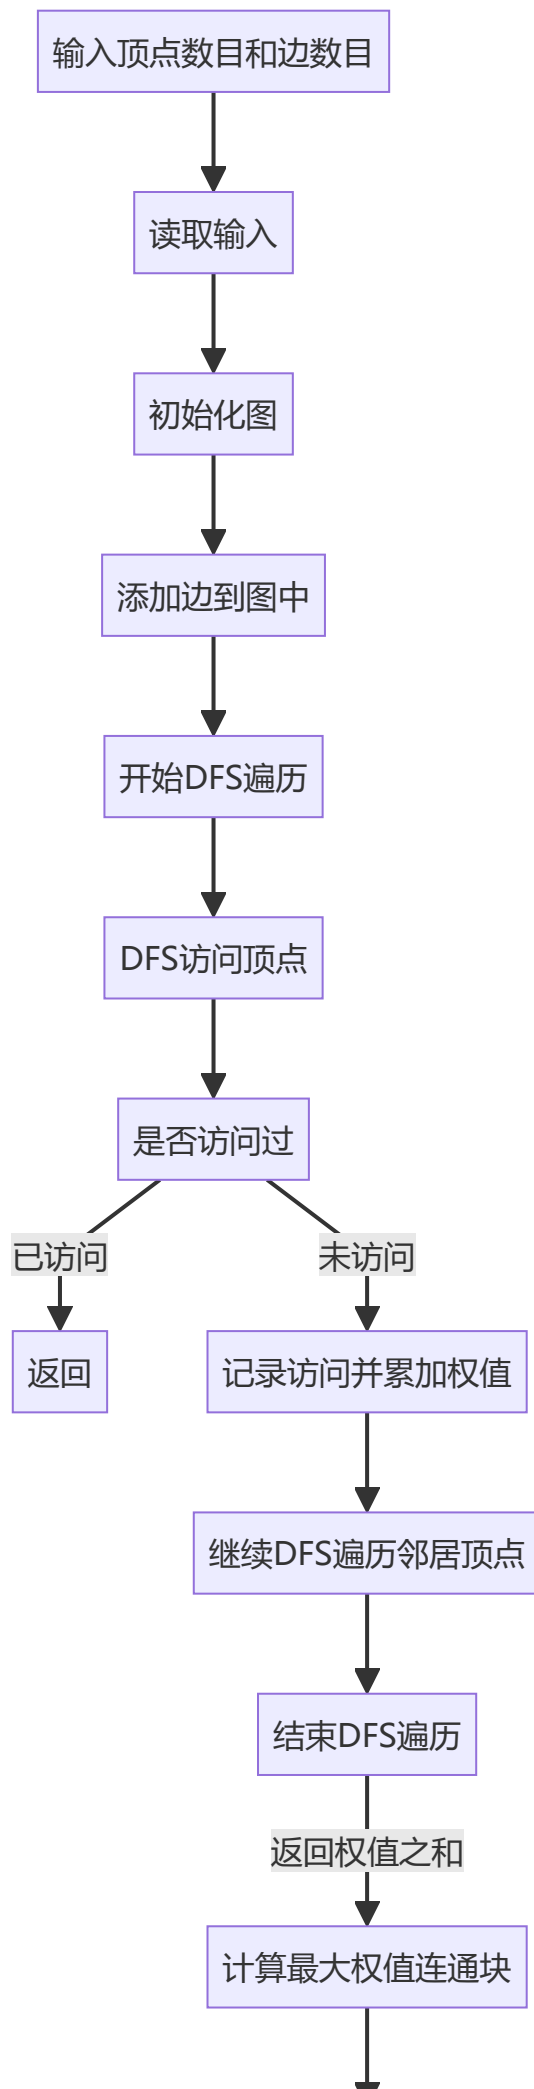 输入顶点数目和边数目
读取输入
初始化图
添加边到图中
开始DFS遍历
DFS访问顶点
是否访问过
已访问
未访问
返回
记录访问并累加权值
继续DFS遍历邻居顶点
结束DFS遍历
返回权值之和
计算最大权值连通块